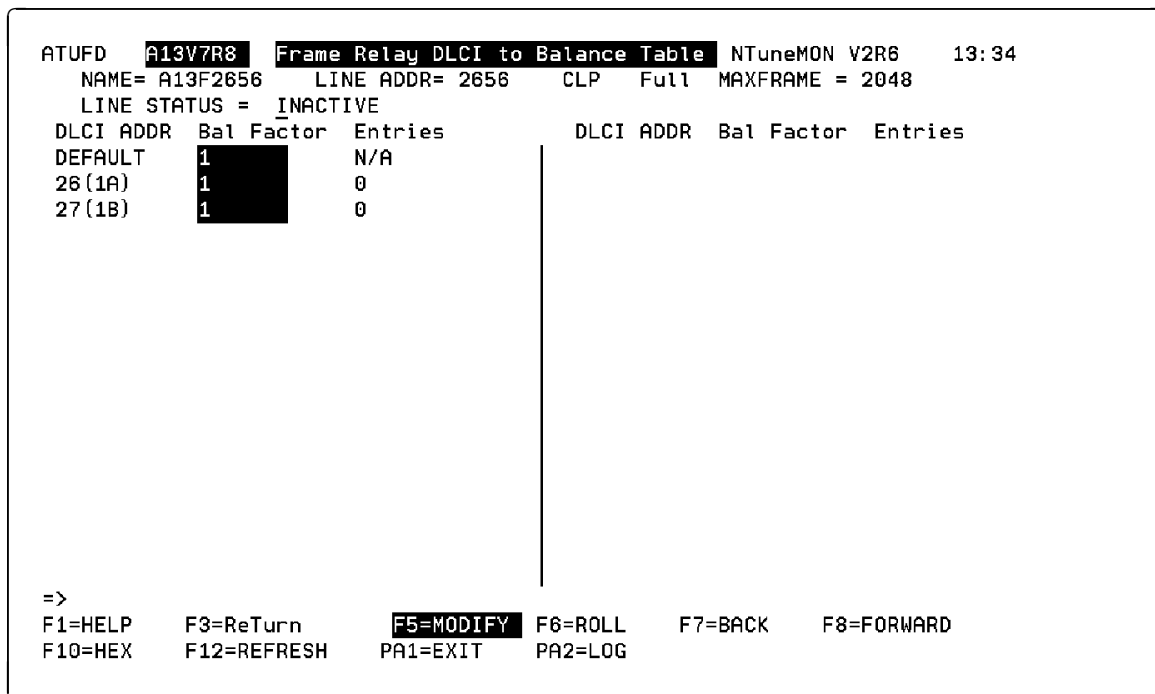 ATUFD A13V7R8 Frame Relay DLCI to Balance Table NTuneMON V2R6 13:34
NAME= A13F2656 LINE ADDR= 2656 CLP Full MAXFRAME = 2048
LINE STATUS = INACTIVE
DLCI ADDR Bal Factor Entries DLCI ADDR Bal Factor Entries
DEFAULT 1 N/A
26(1A) 1 0
27(1B) 1 0
=>
F1=HELP F3=ReTurn F5=MODIFY F6=ROLL F7=BACK F8=FORWARD
F10=HEX F12=REFRESH PA1=EXIT PA2=LOG